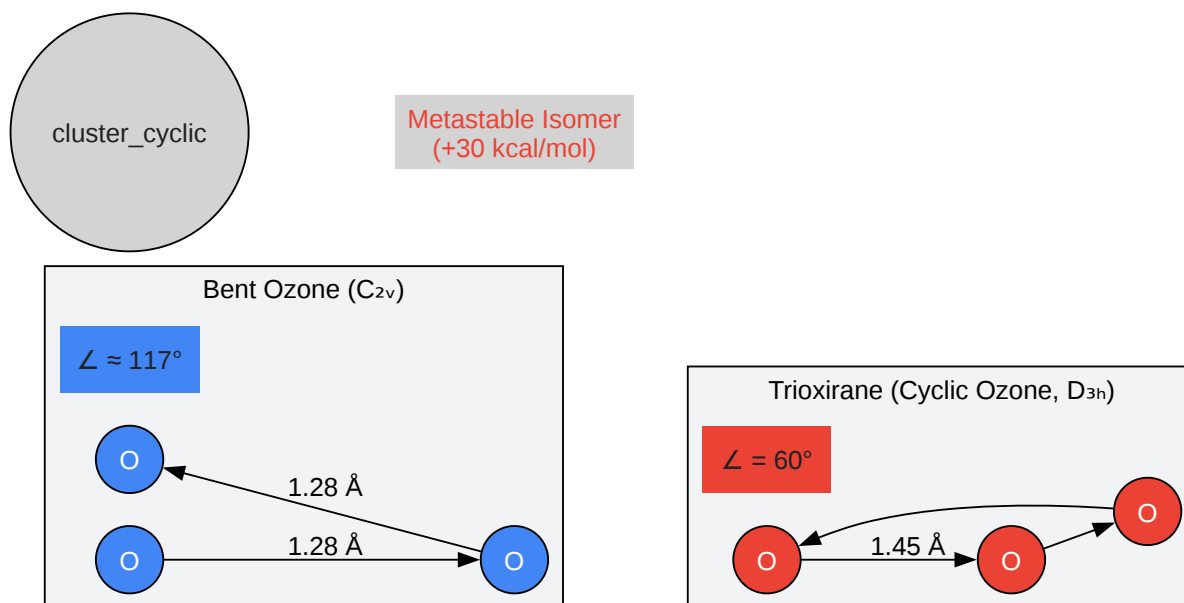 cluster_cyclic
Metastable Isomer
(+30 kcal/mol)
Bent Ozone (C₂ᵥ)
∠ ≈ 117°
O
1.28 Å
O
1.28 Å
O
Trioxirane (Cyclic Ozone, D₃ₕ)
∠ = 60°
O
O
1.45 Å
O